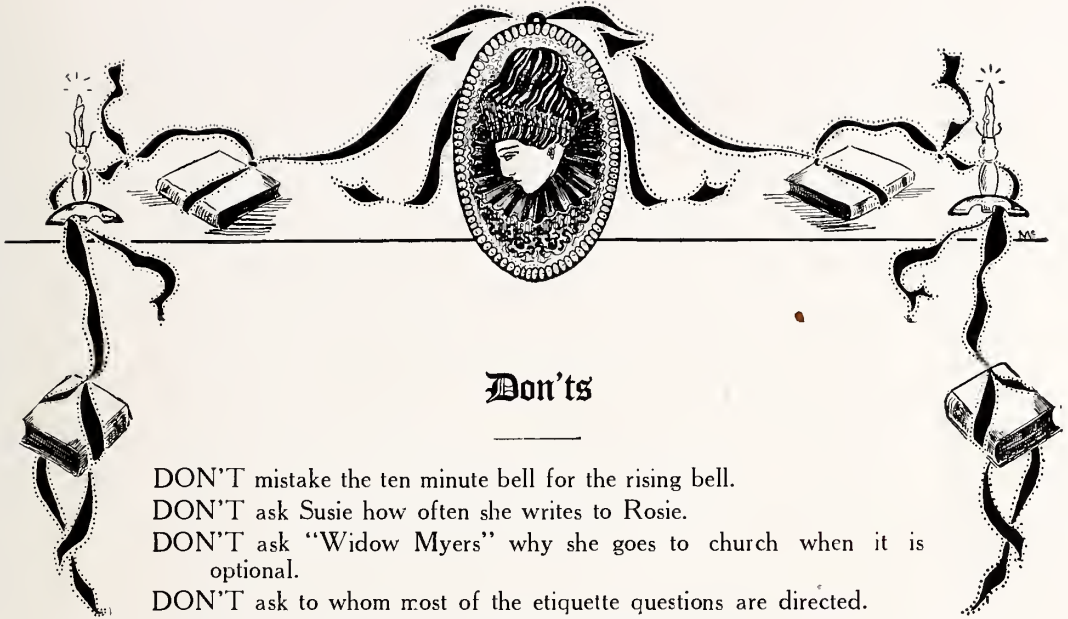 Mc
Don'ts
DON'T mistake the ten minute bell for the rising bell.
DON'T ask Susie how often she writes to Rosie.
DON'T ask "Widow Myers" why she goes to church when it is
optional.
DON'T ask to whom most of the etiquette questions are directed.